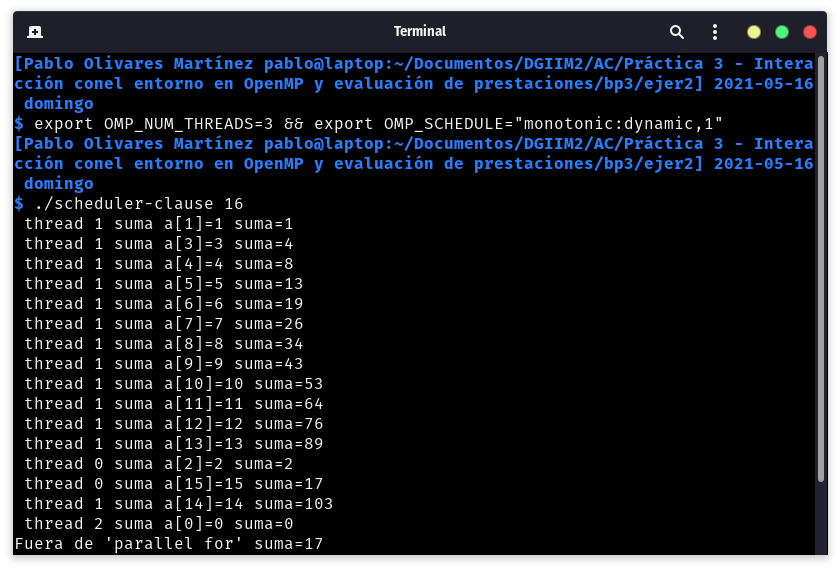 Terminal
[Pablo Olivares Martínez pablo@laptop:~/Documentos/DGIIM2/AC/Práctica 3 - Intera
cción conel entorno en OpenMP y evaluación de prestaciones/bp3/ejer2] 2021-05-16
domingo
$ export OMP_NUM_THREADS=3 && export OMP_SCHEDULE="monotonic:dynamic,1"
[Pablo Olivares Martínez pablo@laptop:~/Documentos/DGIIM2/AC/Práctica 3 - Intera
cción conel entorno en OpenMP y evaluación de prestaciones/bp3/ejer2] 2021-05-16
domingo
$ ./scheduler-clause 16
thread 1 suma a[1]=1 suma=1
thread 1 suma a[3]=3 suma=4
thread 1 suma a[4]=4 suma=8
thread 1 suma a[5]=5 suma=13
thread 1 suma a[6]=6 suma=19
thread 1 suma a[7]=7 suma=26
thread 1 suma a[8]=8 suma=34
thread 1 suma a[9]=9 suma=43
thread 1 suma a[10]=10 suma=53
thread 1 suma a[11]=11 suma=64
thread 1 suma a[12]=12 suma=76
thread 1 suma a[13]=13 suma=89
thread 0 suma a[2]=2 suma=2
thread 0 suma a[15]=15 suma=17
thread 1 suma a[14]=14 suma=103
thread 2 suma a[0]=0 suma=0
Fuera de 'parallel for' suma=17